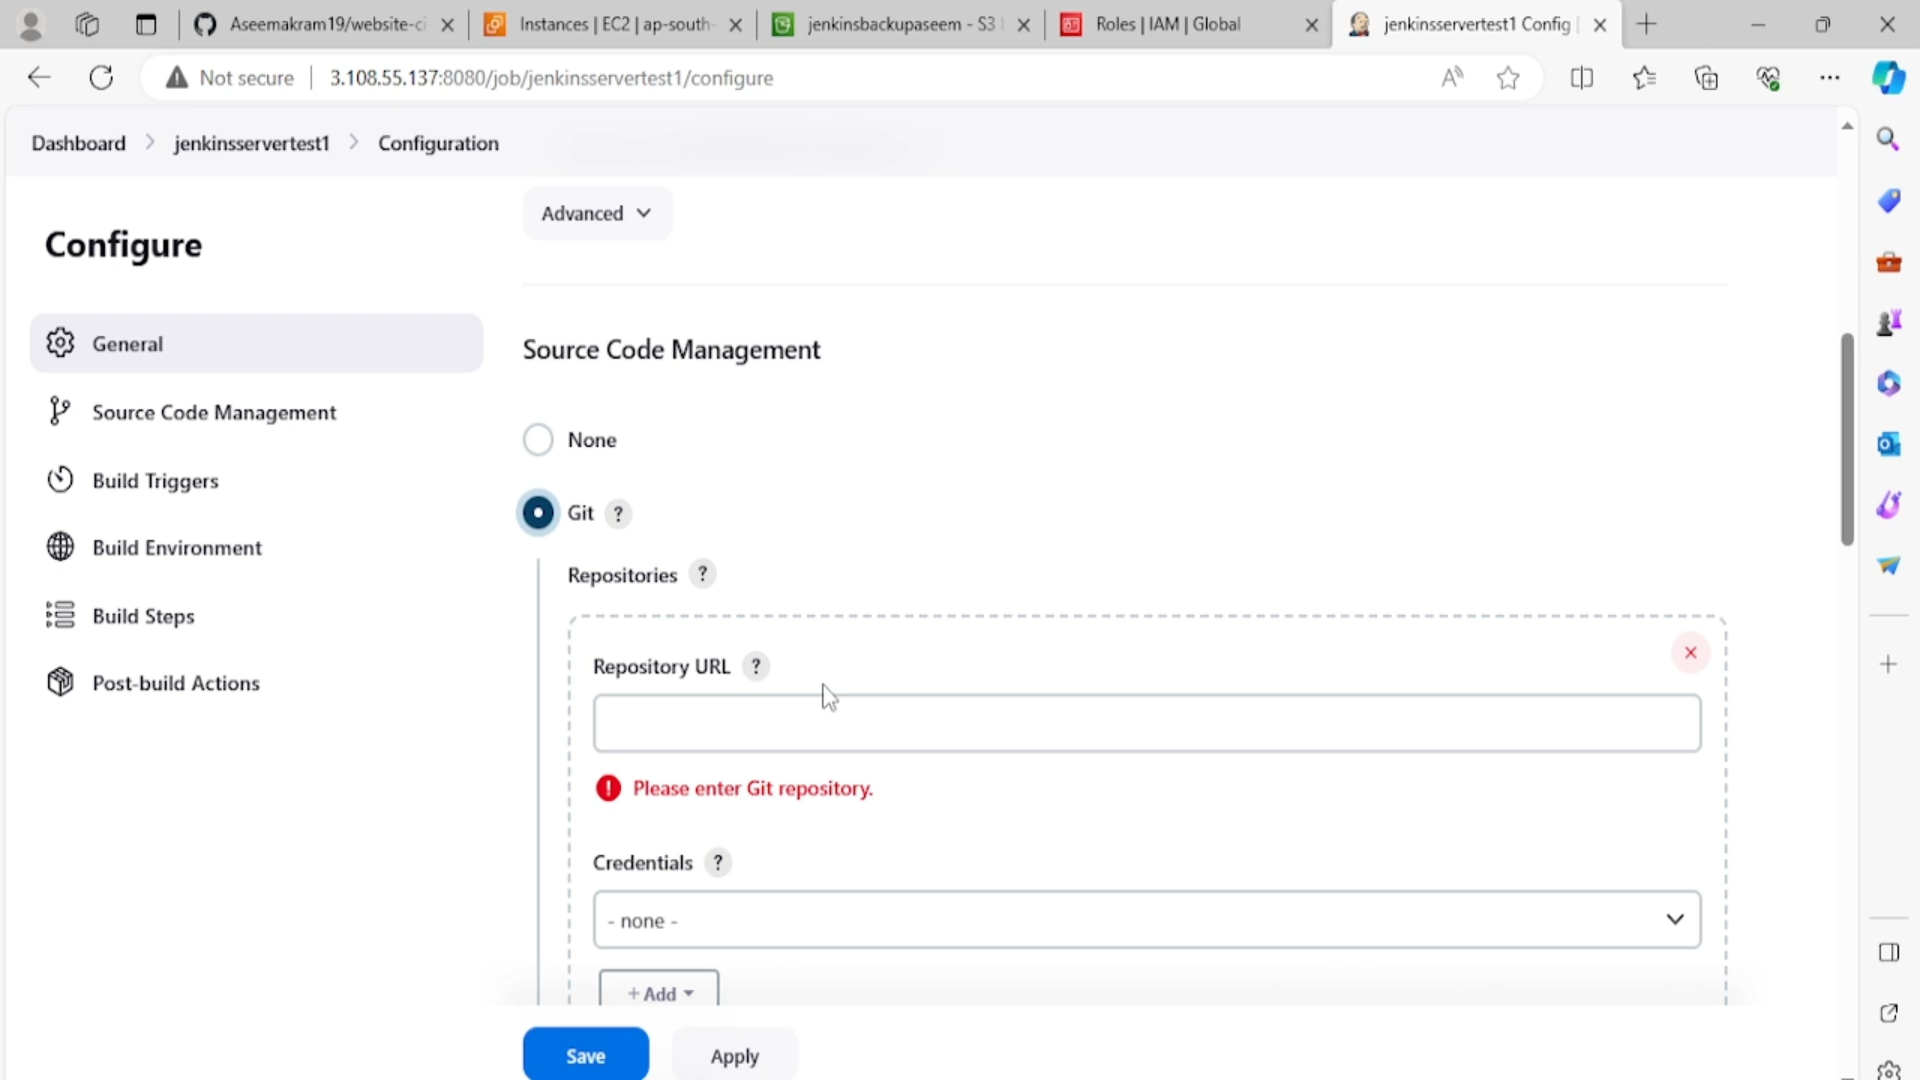 Aseemakram19/website-ci
Instances | EC2 | ap-south-
jenkinsbackupaseem - S3
Roles | IAM | Global
jenkinsservertest1 Config
Not secure
3.108.55.137:8080/job/jenkinsservertest1/configure
Dashboard
jenkinsservertest1
Configuration
Advanced
Configure
General
Source Code Management
Build Triggers
Build Environment
Build Steps
Post-build Actions
Source Code Management
None
Git ?
Repositories ?
Repository URL ?
Please enter Git repository.
Credentials ?
- none -
+ Add
Save
Apply